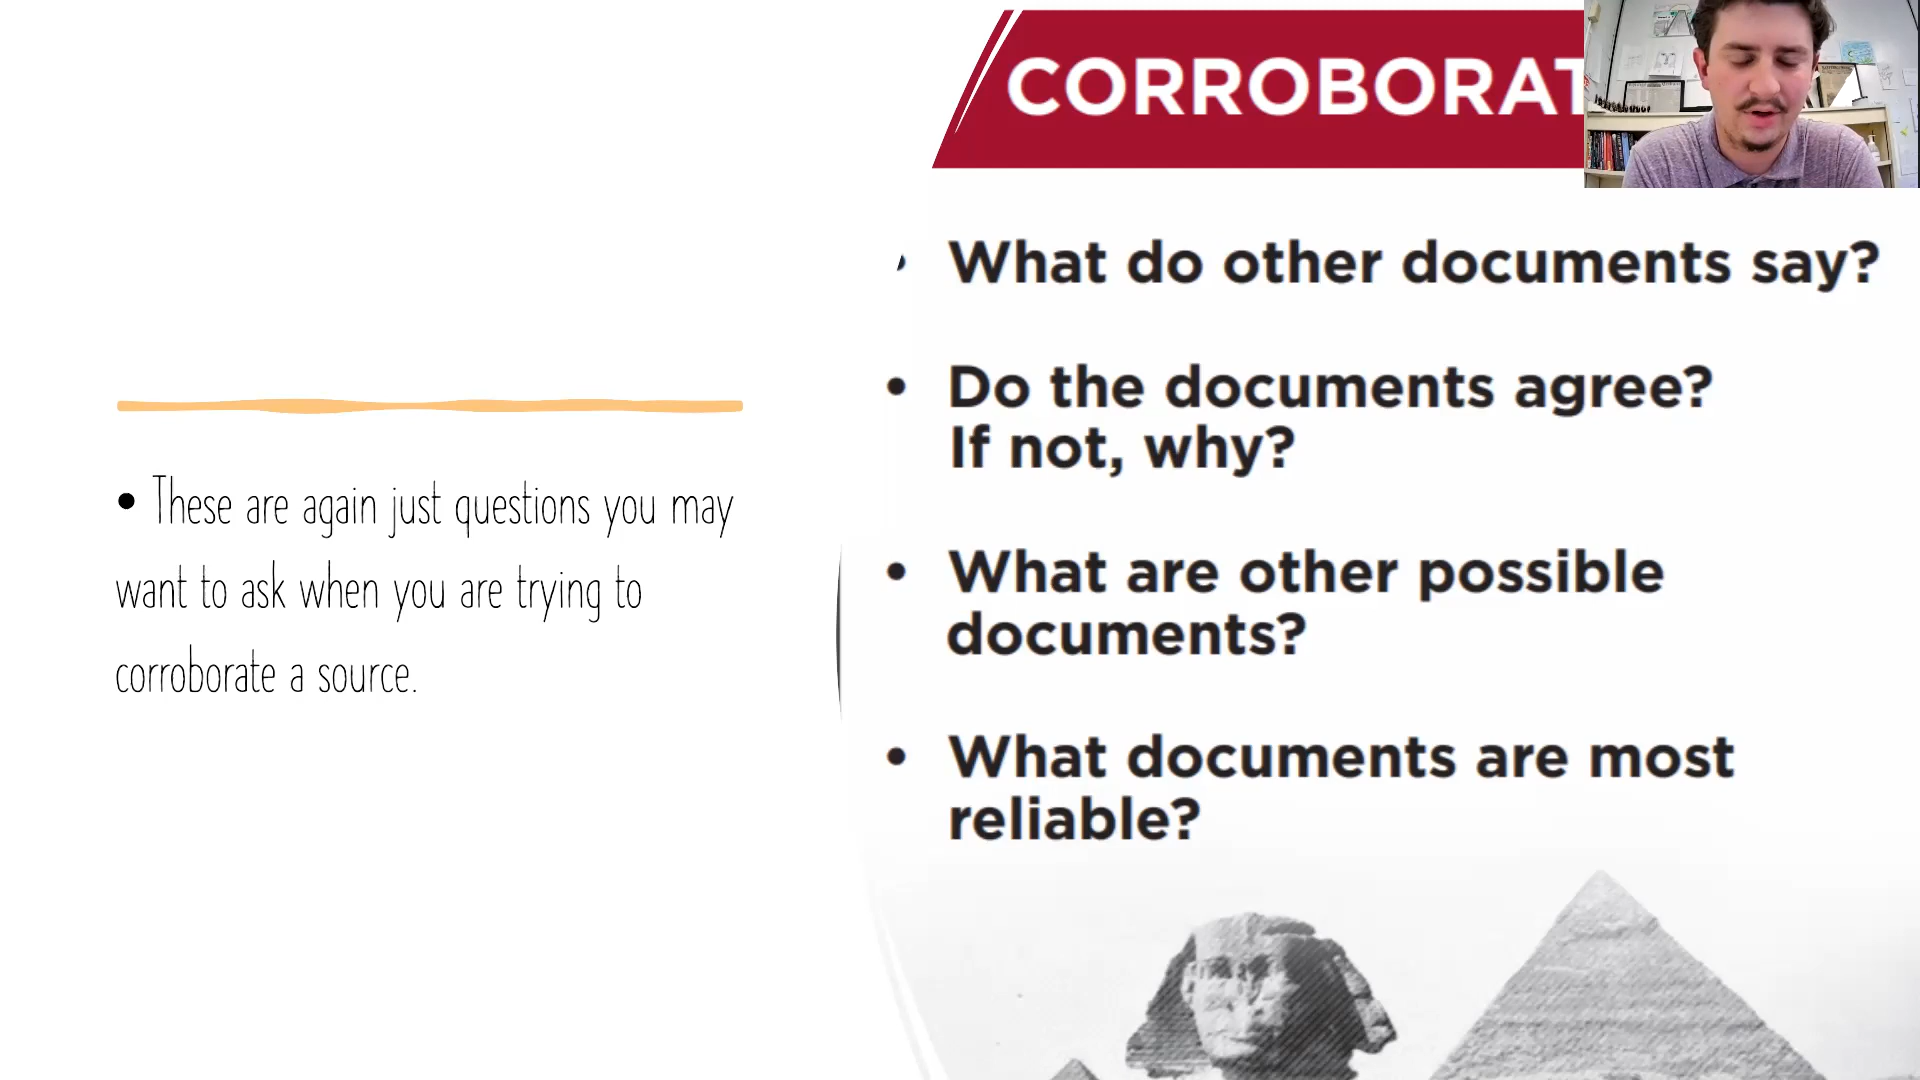 CORROBORAT
What do other documents say?
• Do the documents agree?
If not, why?
• What are other possible
documents?
• What documents are most
reliable?
• These are again just questions you may
want to ask when you are trying to
corroborate a source.